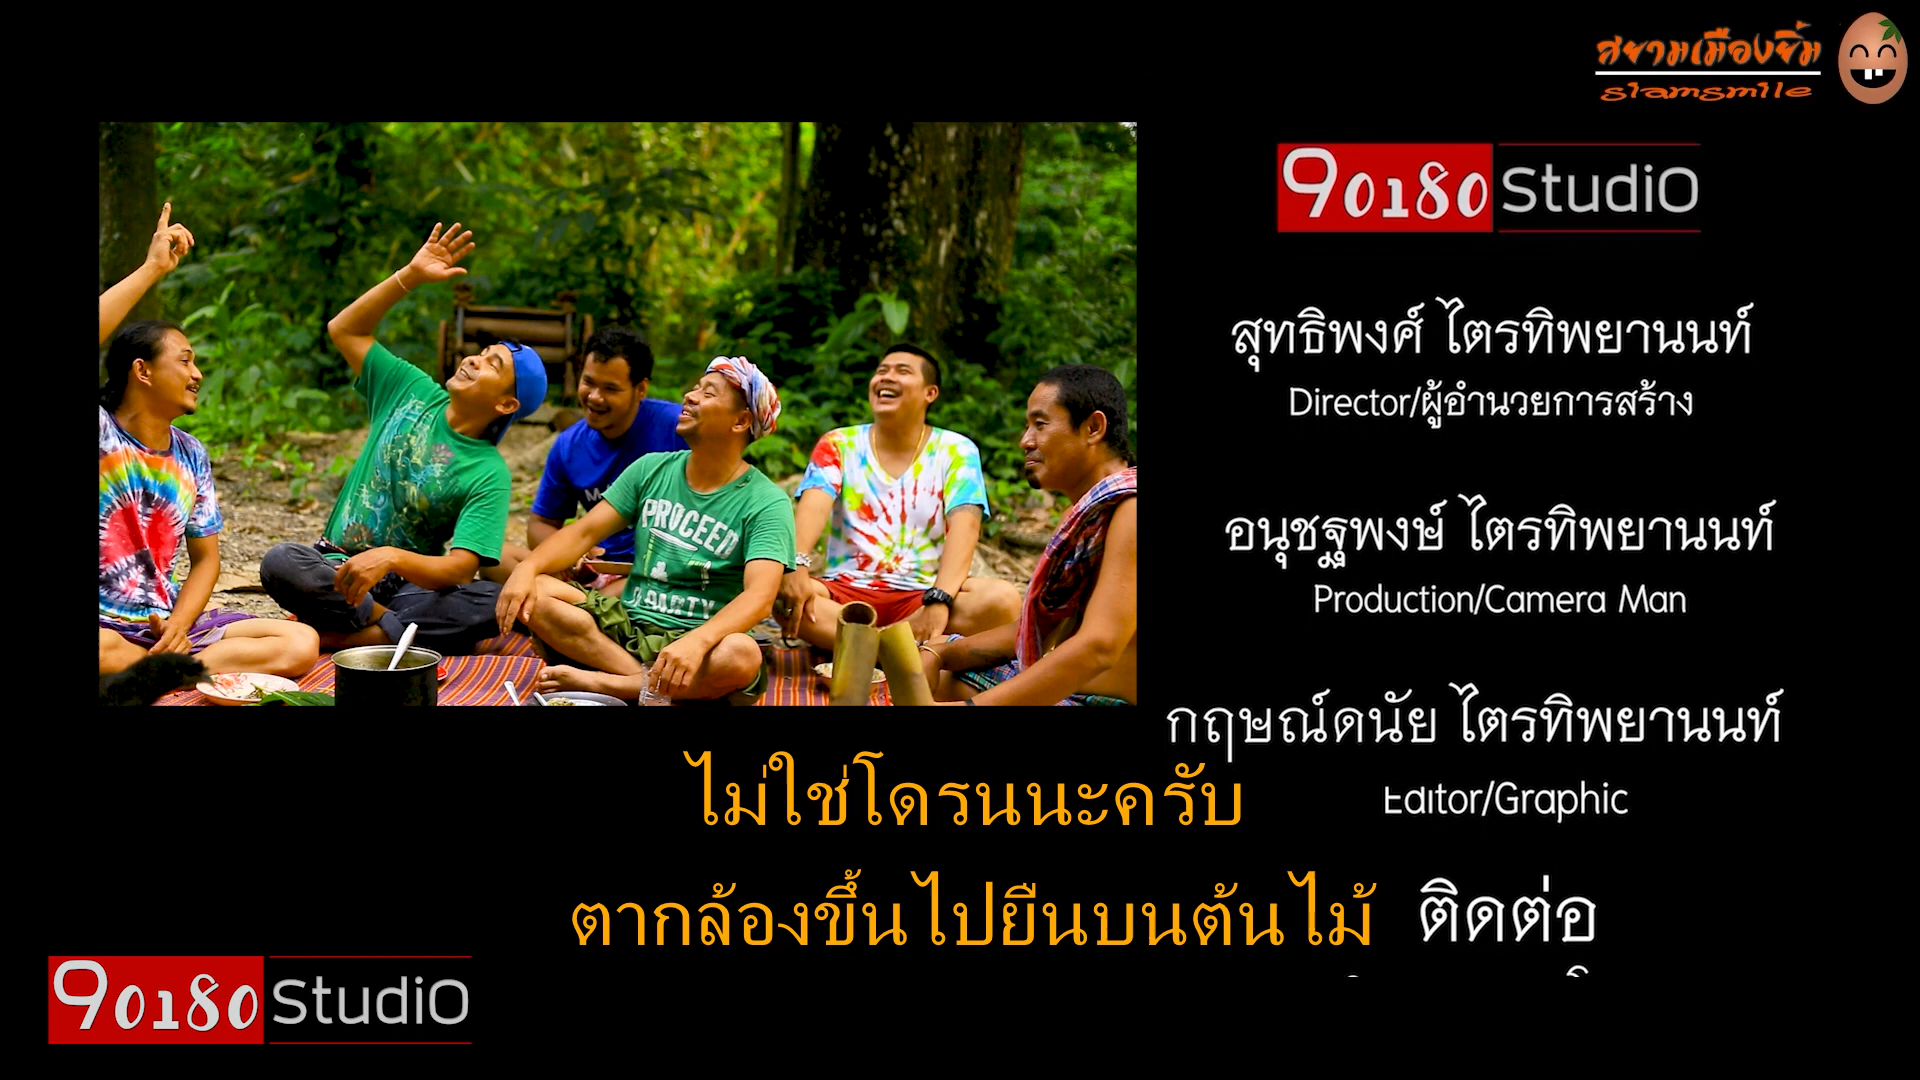 สยามเมืองยิ้ม
siamsmile
90180 StudiO
สุทธิพงศ์ ไตรทิพยานนท์
Director/ผู้อำนวยการสร้าง
อนุชฐพงษ์ ไตรทิพยานนท์
Production/Camera Man
กฤษณ์ดนัย ไตรทิพยานนท์
Editor/Graphic
ไม่ใช่โดรนนะครับ
ตากล้องขึ้นไปยืนบนต้นไม้
ติดต่อ
90180 StudiO
PROCEED
PARTY